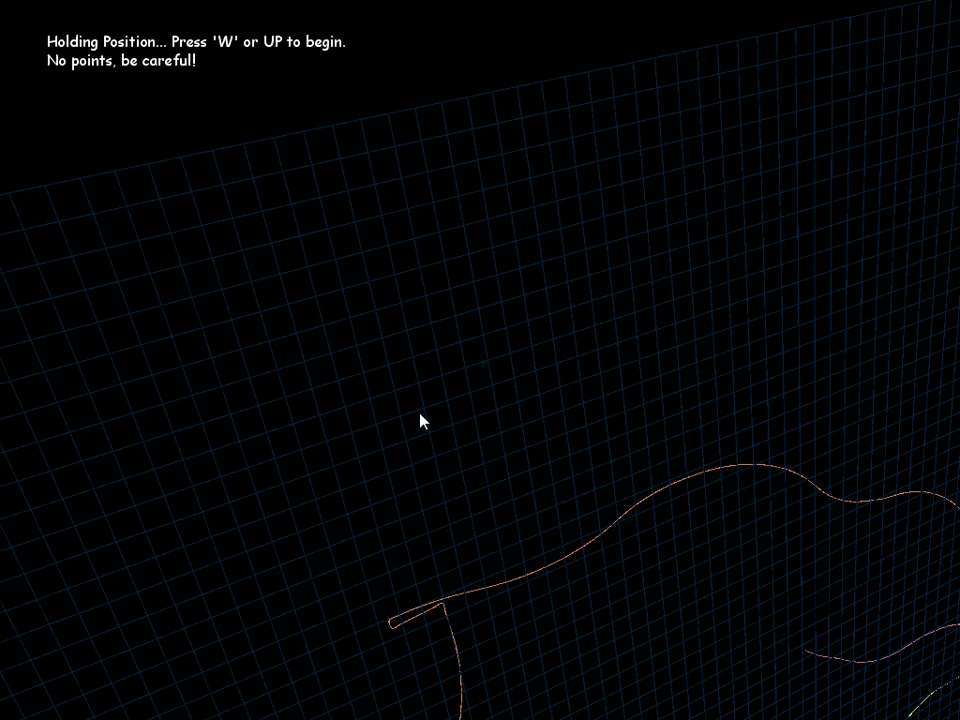 Holding Position... Press 'W' or UP to begin.
No points, be careful!